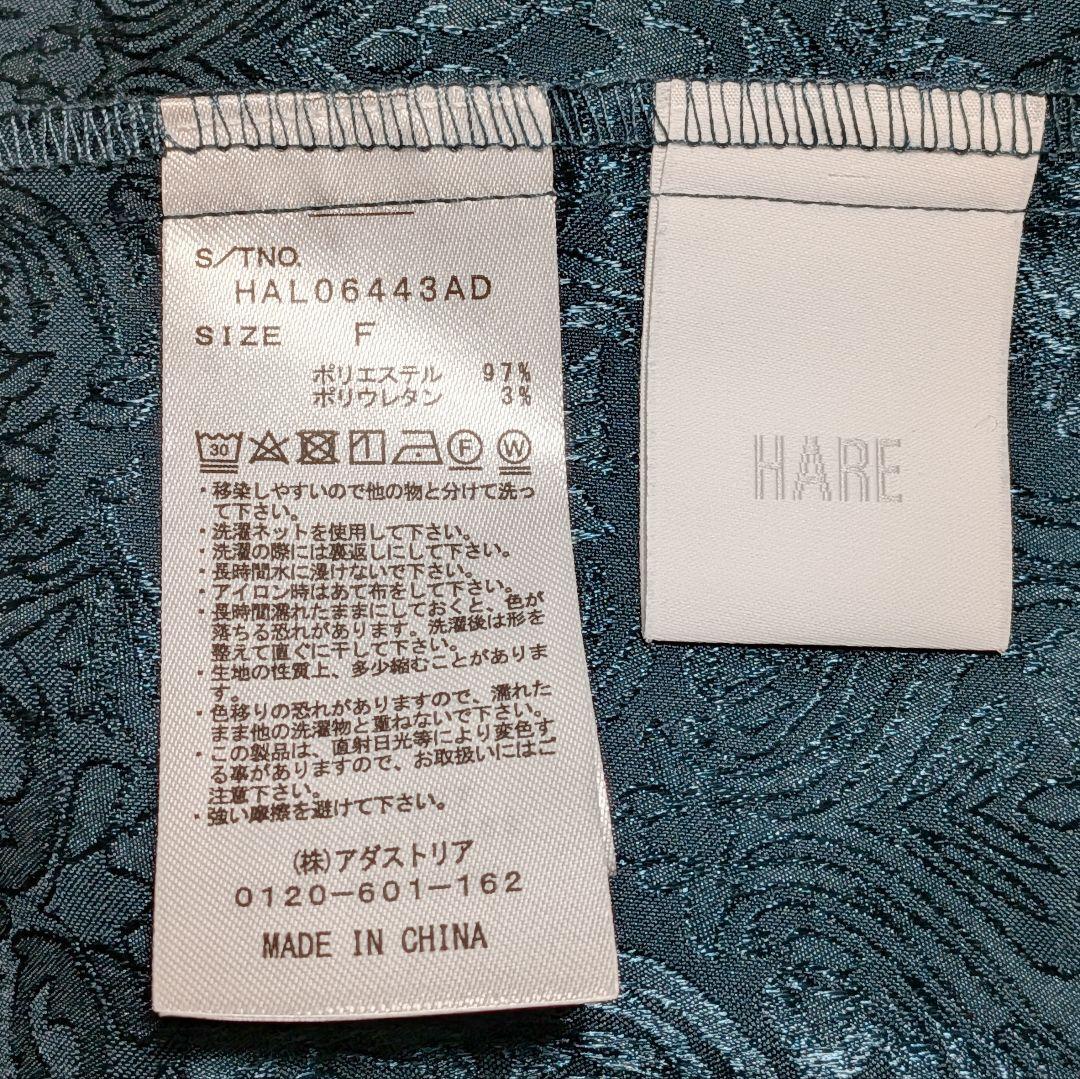 S/TNO.
HAL06443AD
SIZE F
ポリエステル 97%
ポリウレタン 3%
30 F W
・移染しやすいので他の物と分けて洗っ
て下さい。
・洗濯ネットを使用して下さい。
・洗濯の際には裏返しにして下さい。
・長時間水に浸けないで下さい。
・アイロン時はあて布をして下さい。
・長時間濡れたままにしておくと、色が
落ちる恐れがあります。洗濯後は形を
整えて直ぐに干して下さい。
・生地の性質上、多少縮むことがありま
す。
・色移りの恐れがありますので、濡れた
まま他の洗濯物と重ねないで下さい。
・この製品は、直射日光等により変色す
る事がありますので、お取扱いにはご
注意下さい。
・強い摩擦を避けて下さい。
(株)アダストリア
0120-601-162
MADE IN CHINA
HARE